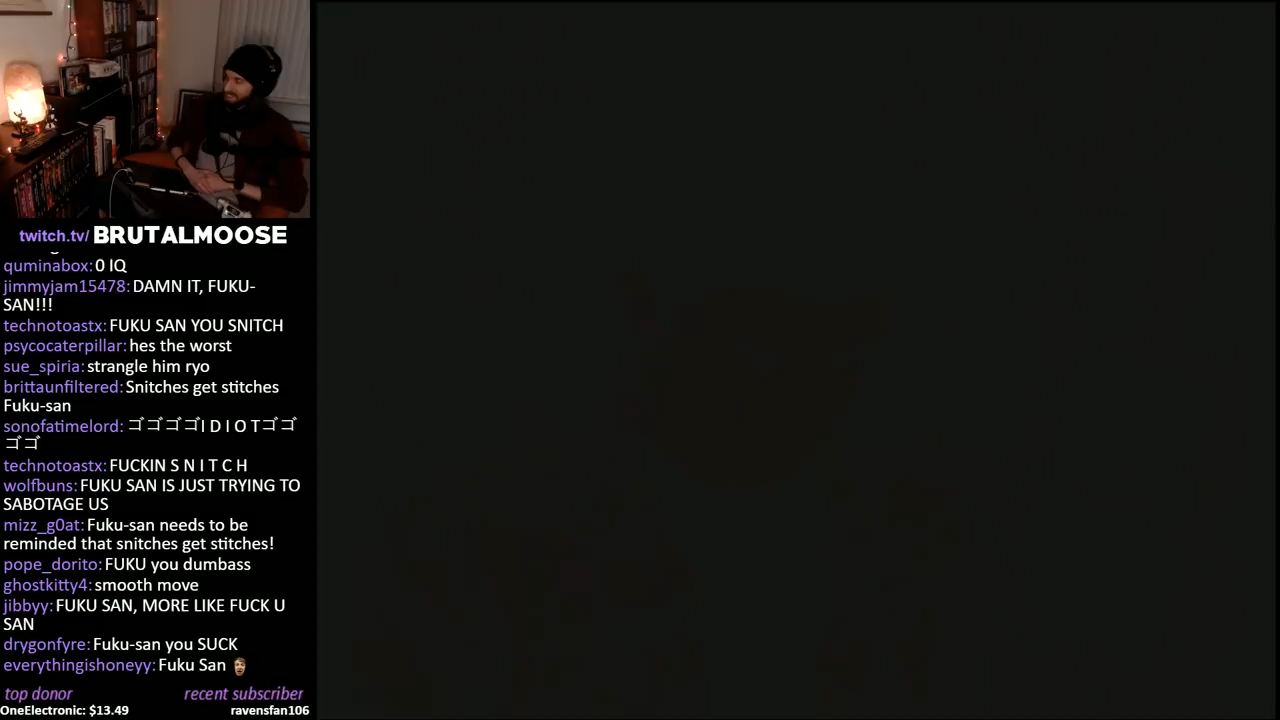 twitch.tv/ BRUTALMOOSE
quminabox: 0 IQ
jimmyjam15478: DAMN IT, FUKU-
SAN!!!
technotoastx: FUKU SAN YOU SNITCH
psycocaterpillar: hes the worst
sue_spiria: strangle him ryo
brittaunfiltered: Snitches get stitches
Fuku-san
sonofatimelord: ゴゴゴゴI D I O Tゴゴ
ゴゴ
technotoastx: FUCKIN S N I T C H
wolfbuns: FUKU SAN IS JUST TRYING TO
SABOTAGE US
mizz_g0at: Fuku-san needs to be
reminded that snitches get stitches!
pope_dorito: FUKU you dumbass
ghostkitty4: smooth move
jibbyy: FUKU SAN, MORE LIKE FUCK U
SAN
drygonfyre: Fuku-san you SUCK
everythingishoneyy: Fuku San
top donor recent subscriber
OneElectronic: $13.49 ravensfan106